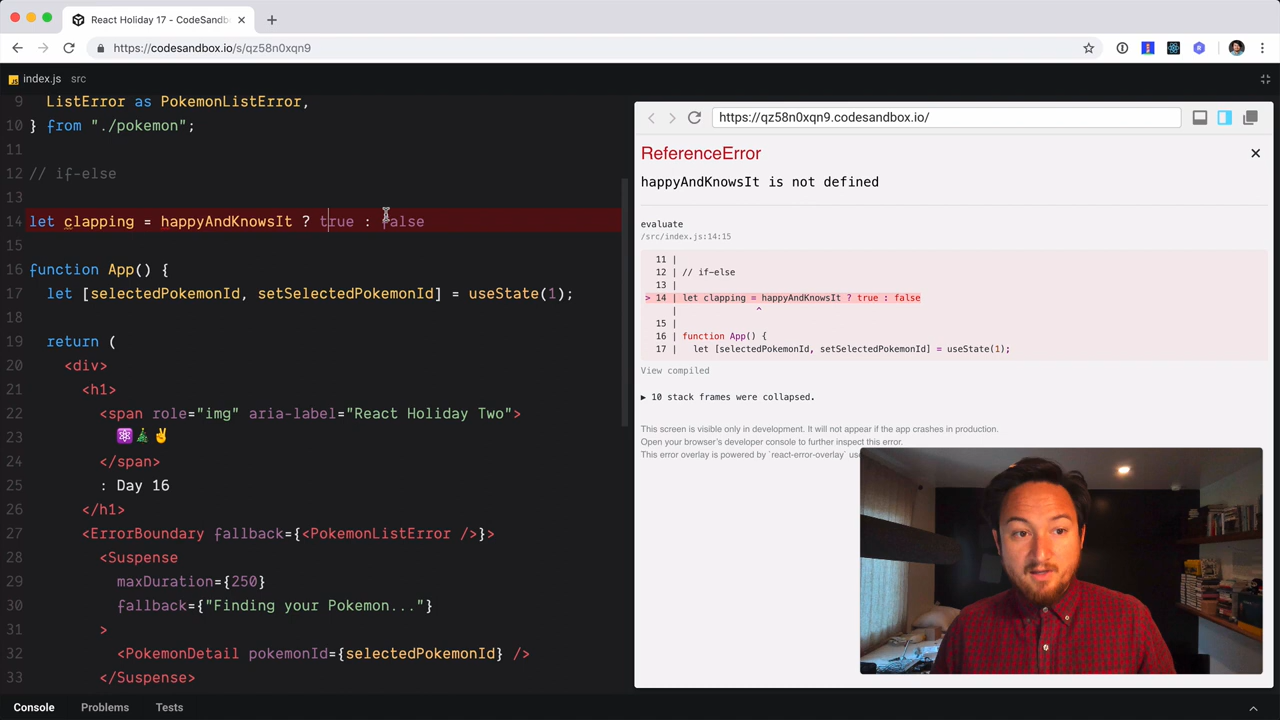 React Holiday 17 - CodeSandb
https://codesandbox.io/s/qz58n0xqn9
index.js src
9 ListError as PokemonListError,
10 } from "./pokemon";
11
12 // if-else
13
14 let clapping = happyAndKnowsIt ? true : false
15
16 function App() {
17 let [selectedPokemonId, setSelectedPokemonId] = useState(1);
18
19 return (
20 <div>
21 <h1>
22 <span role="img" aria-label="React Holiday Two">
23 ⚛️🎄✌️
24 </span>
25 : Day 16
26 </h1>
27 <ErrorBoundary fallback={<PokemonListError />}>
28 <Suspense
29 maxDuration={250}
30 fallback={"Finding your Pokemon..."}
31 >
32 <PokemonDetail pokemonId={selectedPokemonId} />
33 </Suspense>
Console Problems Tests
https://qz58n0xqn9.codesandbox.io/
ReferenceError
happyAndKnowsIt is not defined
evaluate
/src/index.js:14:15
11 |
12 | // if-else
13 |
> 14 | let clapping = happyAndKnowsIt ? true : false
| ^
15 |
16 | function App() {
17 | let [selectedPokemonId, setSelectedPokemonId] = useState(1);
View compiled
▶ 10 stack frames were collapsed.
This screen is visible only in development. It will not appear if the app crashes in production.
Open your browser's developer console to further inspect this error.
This error overlay is powered by `react-error-overlay`